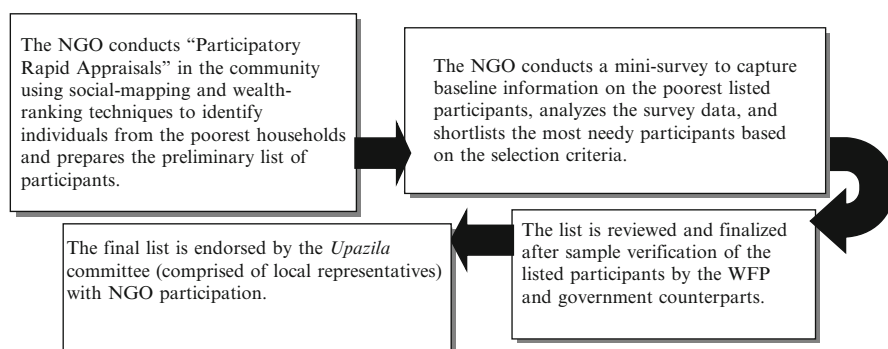 The NGO conducts “Participatory
Rapid Appraisals” in the community
using social-mapping and wealth-
ranking techniques to identify
individuals from the poorest households
and prepares the preliminary list of
participants.
The NGO conducts a mini-survey to capture
baseline information on the poorest listed
participants, analyzes the survey data, and
shortlists the most needy participants based
on the selection criteria.
The list is reviewed and finalized
after sample verification of the
listed participants by the WFP
and government counterparts.
The final list is endorsed by the Upazila
committee (comprised of local representatives)
with NGO participation.